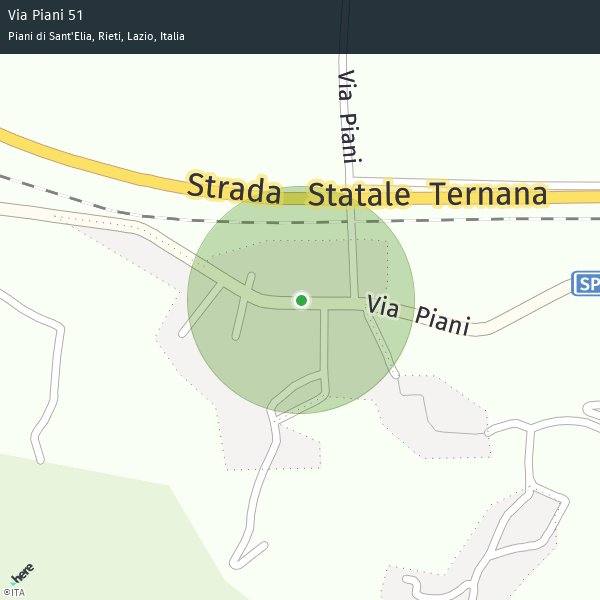 Via Piani 51
Piani di Sant'Elia, Rieti, Lazio, Italia
Via Piani
Strada Statale Ternana
SP
Via Piani
here
©ITA